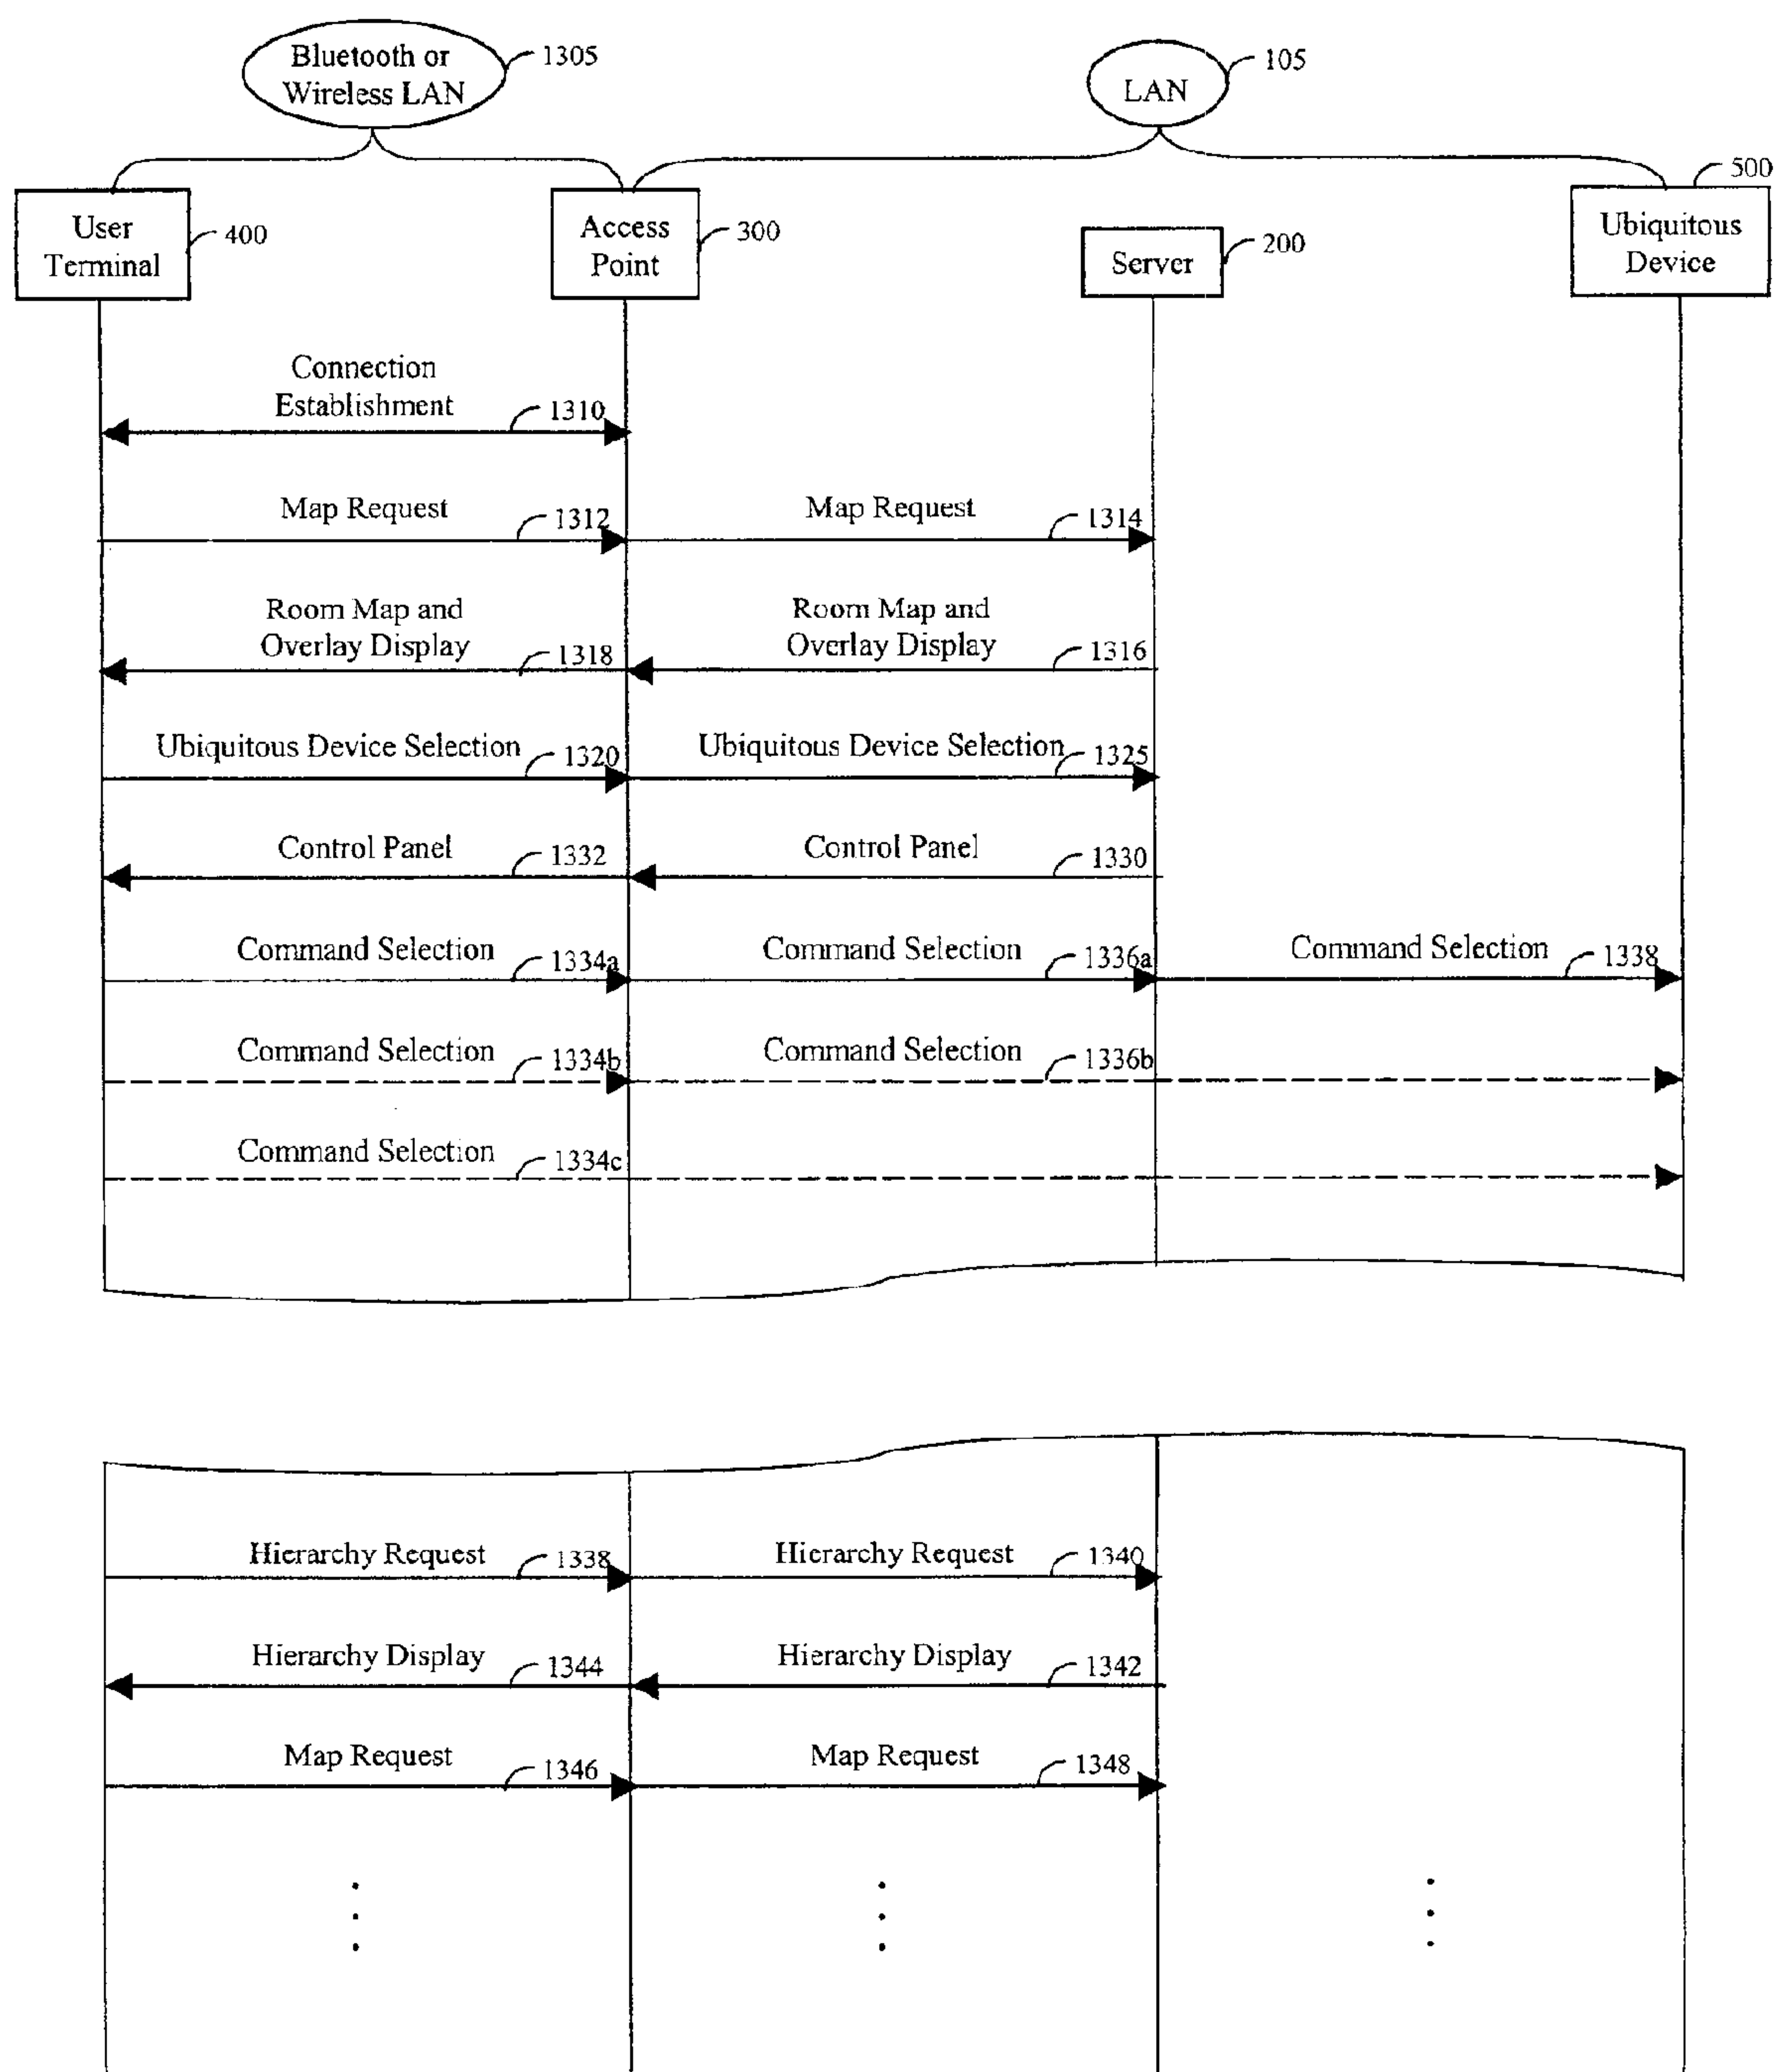 Bluetooth or
Wireless LAN
1305
LAN
105
User
Terminal
400
Access
Point
300
Server
200
Ubiquitous
Device
500
Connection
Establishment
1310
Map Request
1312
Map Request
1314
Room Map and
Overlay Display
1318
Room Map and
Overlay Display
1316
Ubiquitous Device Selection
1320
Ubiquitous Device Selection
1325
Control Panel
1332
Control Panel
1330
Command Selection
1334a
Command Selection
1336a
Command Selection
1338
Command Selection
1334b
Command Selection
1336b
Command Selection
1334c
Hierarchy Request
1338
Hierarchy Request
1340
Hierarchy Display
1344
Hierarchy Display
1342
Map Request
1346
Map Request
1348